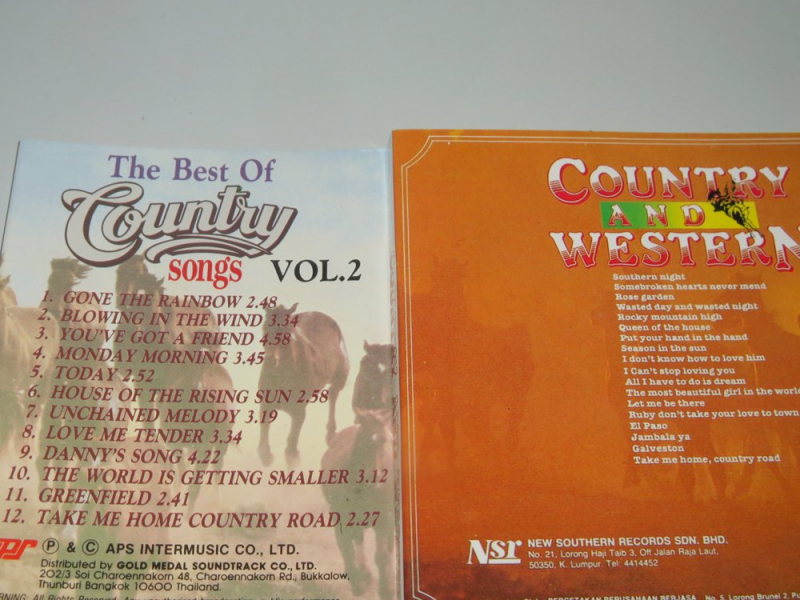 The Best Of
Country
songs VOL.2
1. GONE THE RAINBOW 2.48
2. BLOWING IN THE WIND 3.34
3. YOU'VE GOT A FRIEND 4.58
4. MONDAY MORNING 3.45
5. TODAY 2.52
6. HOUSE OF THE RISING SUN 2.58
7. UNCHAINED MELODY 3.19
8. LOVE ME TENDER 3.34
9. DANNY'S SONG 4.22
10. THE WORLD IS GETTING SMALLER 3.12
11. GREENFIELD 2.41
12. TAKE ME HOME COUNTRY ROAD 2.27
Ⓟ & © APS INTERMUSIC CO., LTD.
Distributed by GOLD MEDAL SOUNDTRACK CO., LTD.
202/3 Soi Charoennakorn 48, Charoennakorn Rd., Bukkalow,
Thunburi Bangkok 10600 Thailand.
COUNTRY
AND
WESTERN
Southern night
Somebroken hearts never mend
Rose garden
Wasted day and wasted night
Rocky mountain high
Queen of the house
Put your hand in the hand
Season in the sun
I don't know how to love him
I Can't stop loving you
All I have to do is dream
The most beautiful girl in the world
Let me be there
Ruby don't take your love to town
El Paso
Jambala ya
Galveston
Take me home, country road
Nsr NEW SOUTHERN RECORDS SDN. BHD.
No. 21, Lorong Haji Taib 3, Off Jalan Raja Laut,
50350, K. Lumpur. Tel: 4414452
PERCETAKAN PERUSAHAAN BERJASA No. 5, Lorong Brunei 2,